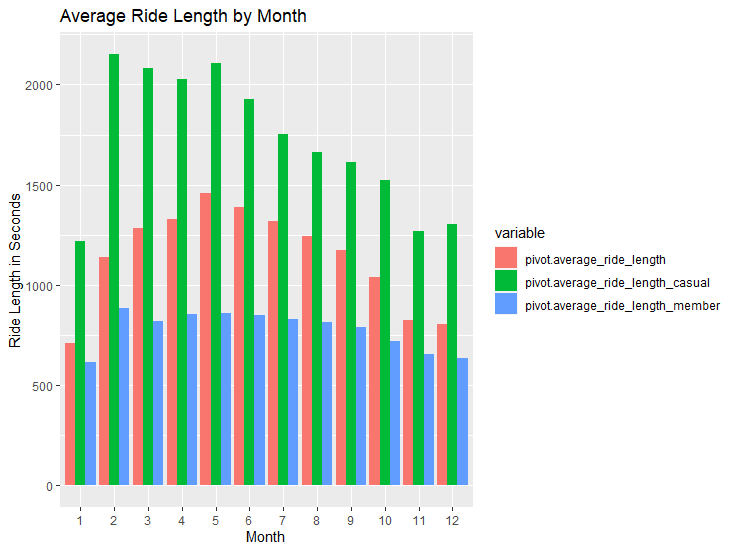 Average Ride Length by Month
Ride Length in Seconds
2000
1500
1000
500
0
1 2 3 4 5 6 7 8 9 10 11 12
Month
variable
pivot.average_ride_length
pivot.average_ride_length_casual
pivot.average_ride_length_member